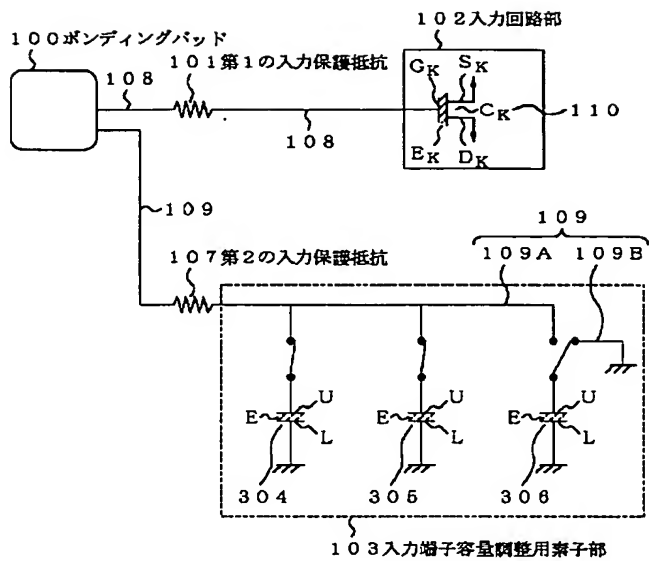 102入力回路部
100ボンディングパッド
108
101第1の入力保護抵抗
GK
SK
CK
110
108
EK
DK
109
109
107第2の入力保護抵抗
109A
109B
U
U
U
E
E
E
L
L
L
304
305
306
103入力端子容量調整用素子部